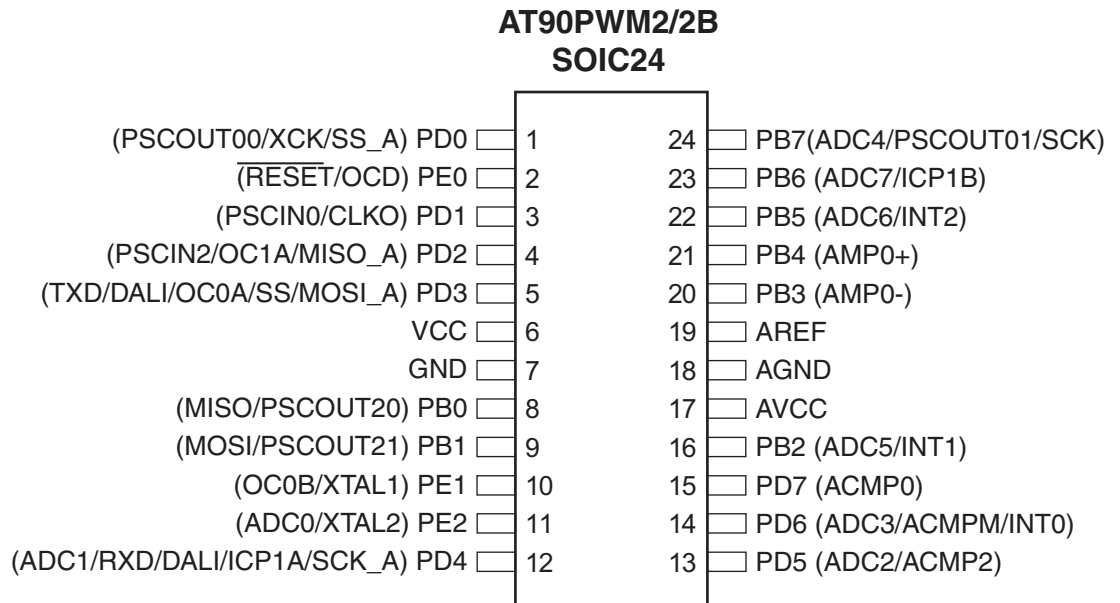 AT90PWM2/2B
SOIC24
(PSCOUT00/XCK/SS_A) PD0 1 24 PB7(ADC4/PSCOUT01/SCK)
(RESET/OCD) PE0 2 23 PB6 (ADC7/ICP1B)
(PSCIN0/CLKO) PD1 3 22 PB5 (ADC6/INT2)
(PSCIN2/OC1A/MISO_A) PD2 4 21 PB4 (AMP0+)
(TXD/DALI/OC0A/SS/MOSI_A) PD3 5 20 PB3 (AMP0-)
VCC 6 19 AREF
GND 7 18 AGND
(MISO/PSCOUT20) PB0 8 17 AVCC
(MOSI/PSCOUT21) PB1 9 16 PB2 (ADC5/INT1)
(OC0B/XTAL1) PE1 10 15 PD7 (ACMP0)
(ADC0/XTAL2) PE2 11 14 PD6 (ADC3/ACMPM/INT0)
(ADC1/RXD/DALI/ICP1A/SCK_A) PD4 12 13 PD5 (ADC2/ACMP2)